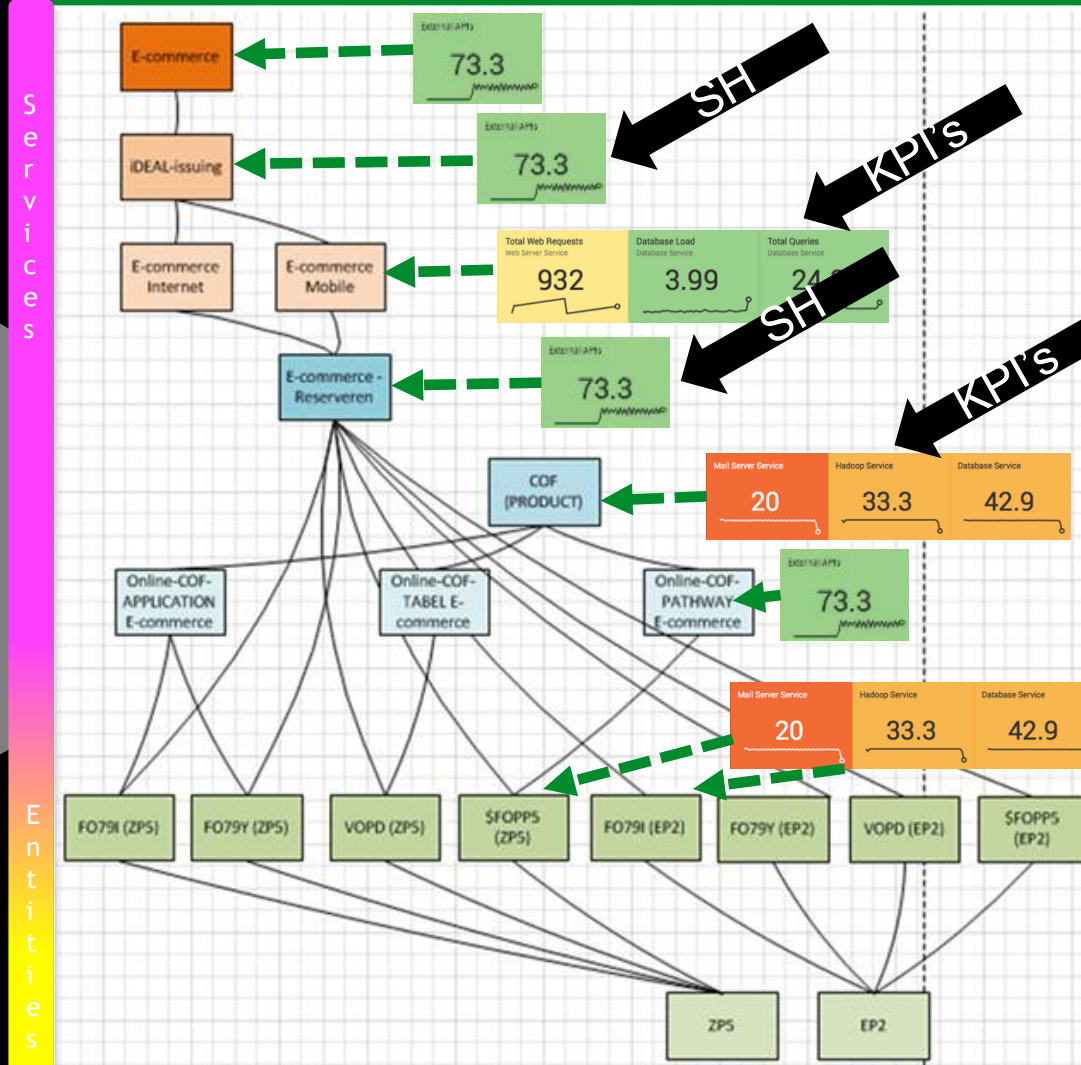 Services
Entities
E-commerce
External APIs
73.3
SH
iDEAL-issuing
External APIs
73.3
KPI's
E-commerce
Internet
E-commerce
Mobile
Total Web Requests
Web Server Service
932
Database Load
Database Service
3.99
Total Queries
Database Service
SH
E-commerce -
Reserveren
External APIs
73.3
KPI's
COF
(PRODUCT)
Mail Server Service
20
Hadoop Service
33.3
Database Service
42.9
Online-COF-
APPLICATION
E-commerce
Online-COF-
TABEL E-
commerce
Online-COF-
PATHWAY
E-commerce
External APIs
73.3
Mail Server Service
20
Hadoop Service
33.3
Database Service
42.9
FO79I (ZP5)
FO79Y (ZP5)
VOPD (ZP5)
$FOPP5
(ZP5)
FO79I (EP2)
FO79Y (EP2)
VOPD (EP2)
$FOPP5
(EP2)
ZP5
EP2